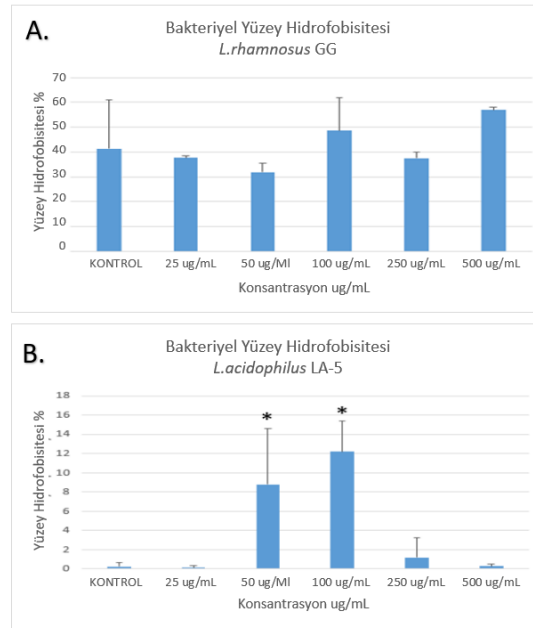 A.
Bakteriyel Yüzey Hidrofobisitesi
L.rhamnosus GG
Yüzey Hidrofobisitesi %
70
60
50
40
30
20
10
0
KONTROL 25 ug/mL 50 ug/Ml 100 ug/mL 250 ug/mL 500 ug/mL
Konsantrasyon ug/mL
B.
Bakteriyel Yüzey Hidrofobisitesi
L.acidophilus LA-5
Yüzey Hidrofobisitesi %
18
16
14
12
10
8
6
4
2
0
* *
KONTROL 25 ug/mL 50 ug/Ml 100 ug/mL 250 ug/mL 500 ug/mL
Konsantrasyon ug/mL